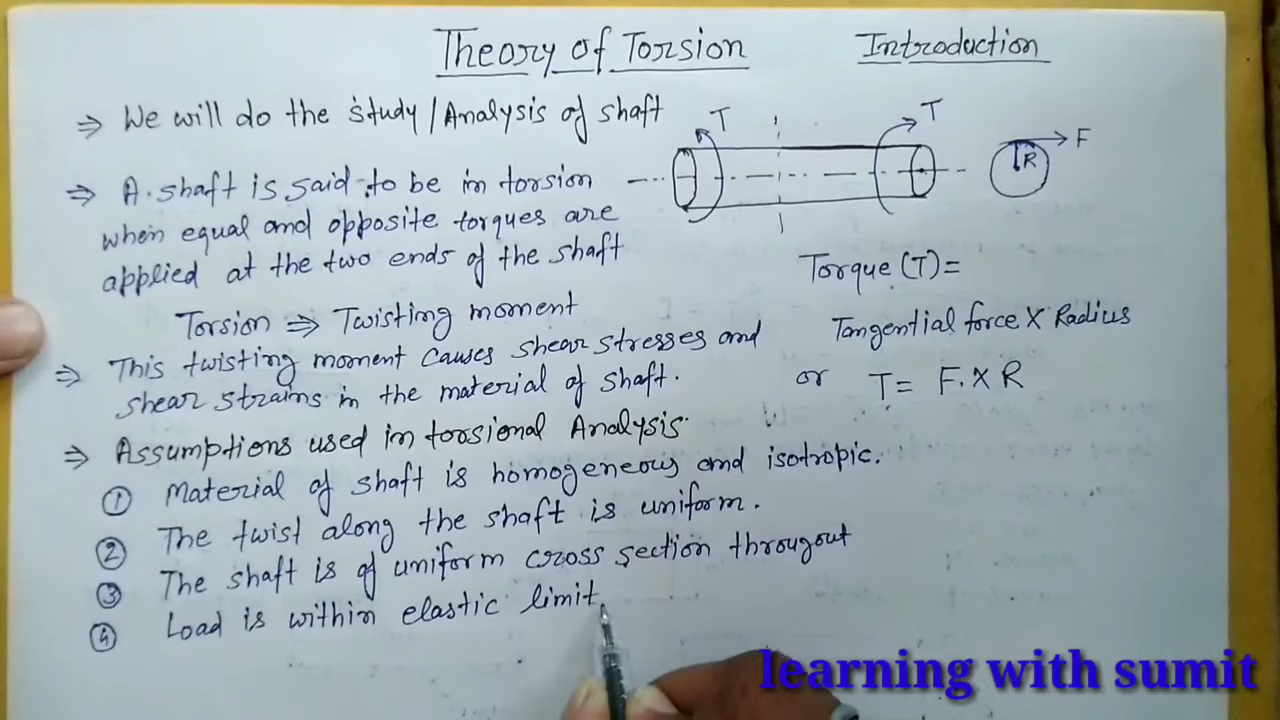 Theory of Torsion Introduction
⇒ We will do the study / Analysis of shaft
⇒ A shaft is said to be in torsion
when equal and opposite torques are
applied at the two ends of the shaft
Torsion ⇒ Twisting moment
⇒ This twisting moment causes shear stresses and
shear strains in the material of shaft.
⇒ Assumptions used in torsional Analysis.
① Material of shaft is homogeneous and isotropic.
② The twist along the shaft is uniform.
③ The shaft is of uniform cross section througout
④ Load is within elastic limit
T T
F
R
Torque (T) =
Tangential force X Radius
or T = F. X R
learning with sumit